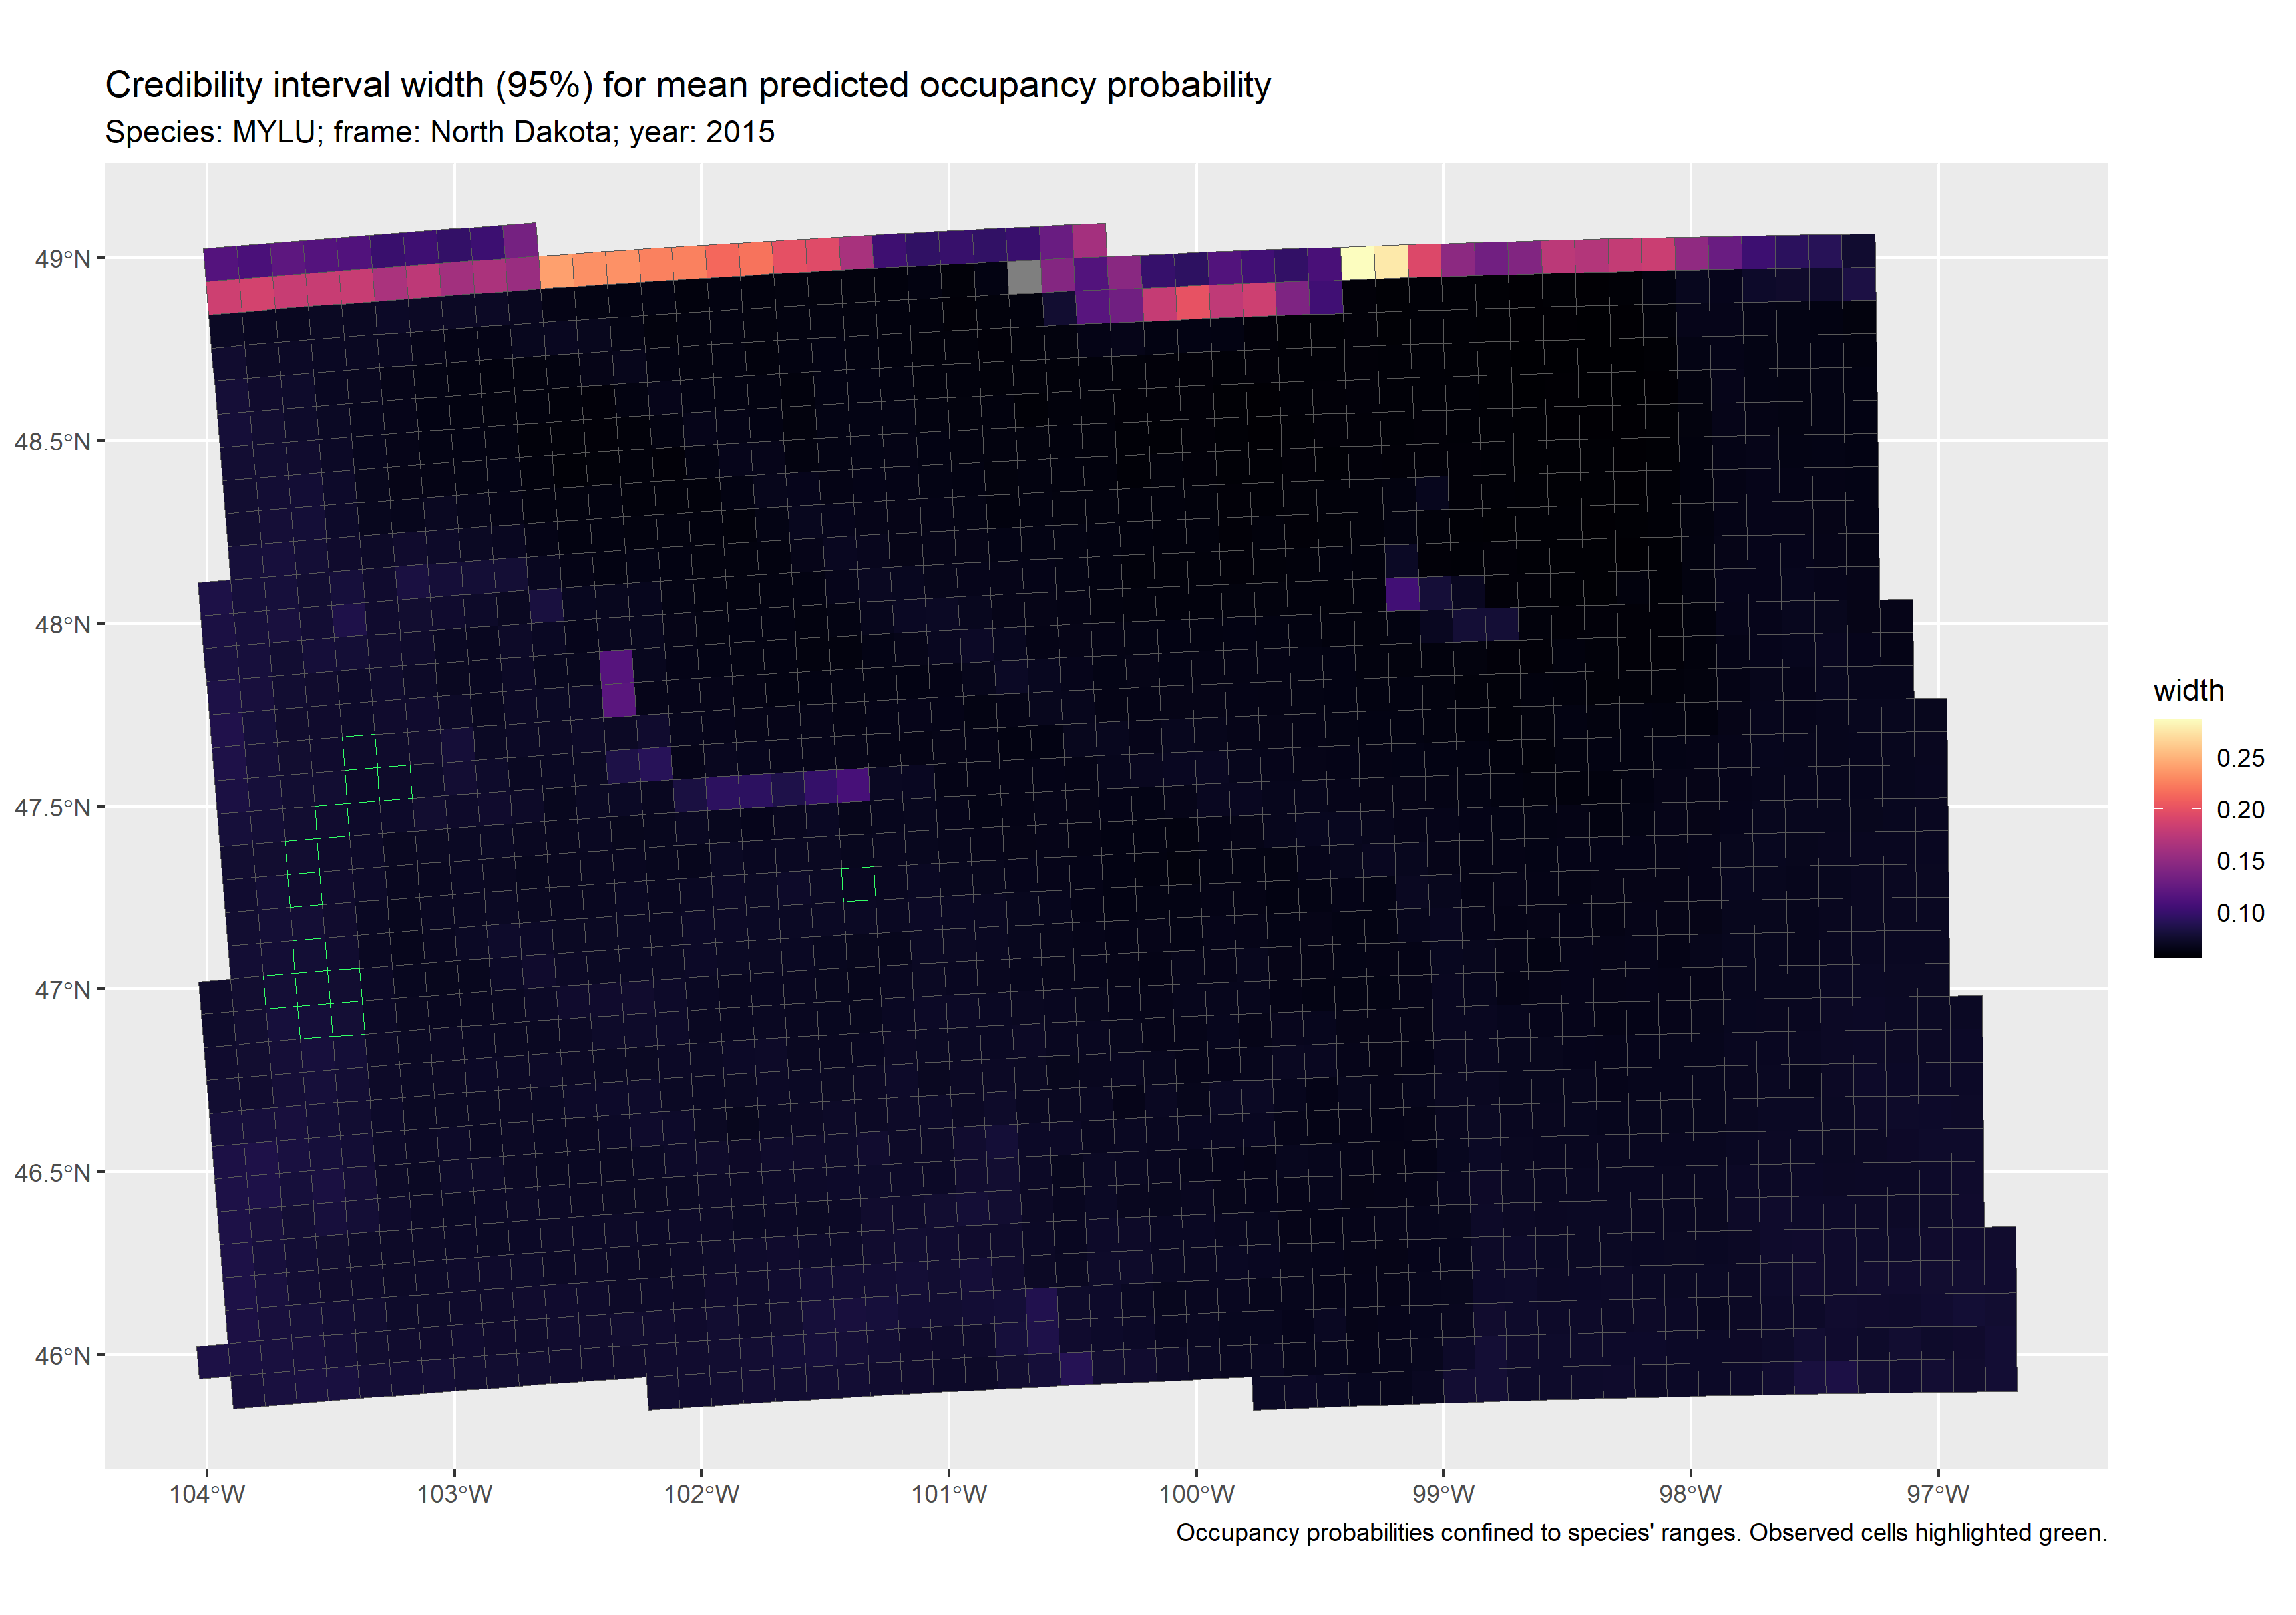 Credibility interval width (95%) for mean predicted occupancy probability
Species: MYLU; frame: North Dakota; year: 2015
49°N
48.5°N
48°N
47.5°N
47°N
46.5°N
46°N
104°W
103°W
102°W
101°W
100°W
99°W
98°W
97°W
width
0.25
0.20
0.15
0.10
Occupancy probabilities confined to species' ranges. Observed cells highlighted green.